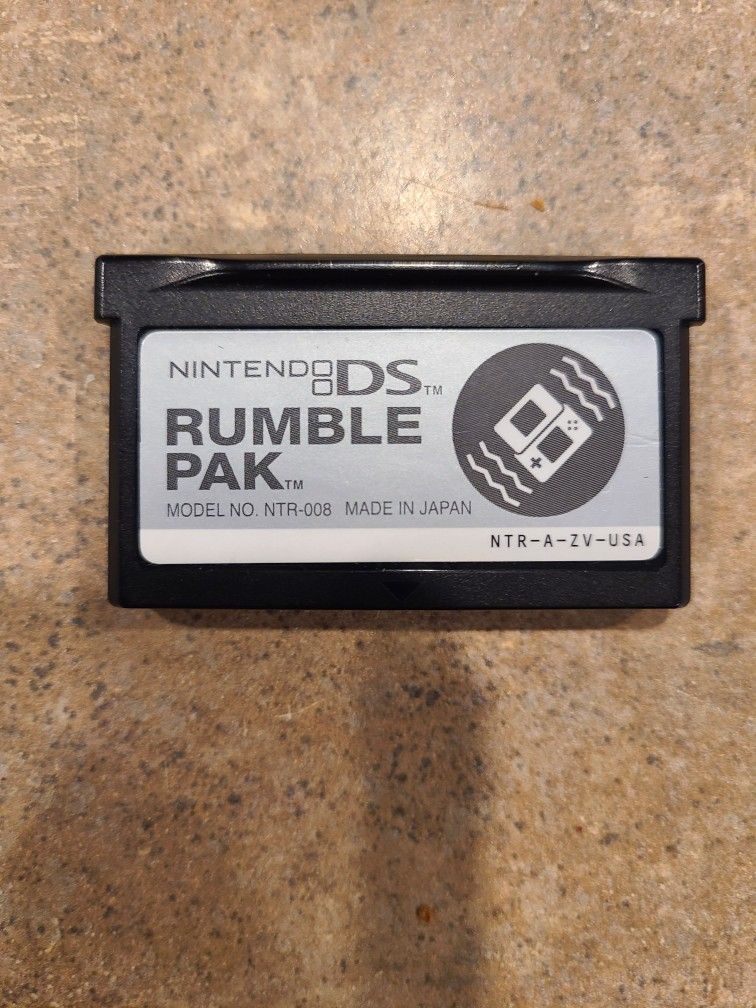 NINTENDO DS™
RUMBLE
PAK™
MODEL NO. NTR-008 MADE IN JAPAN
NTR-A-ZV-USA